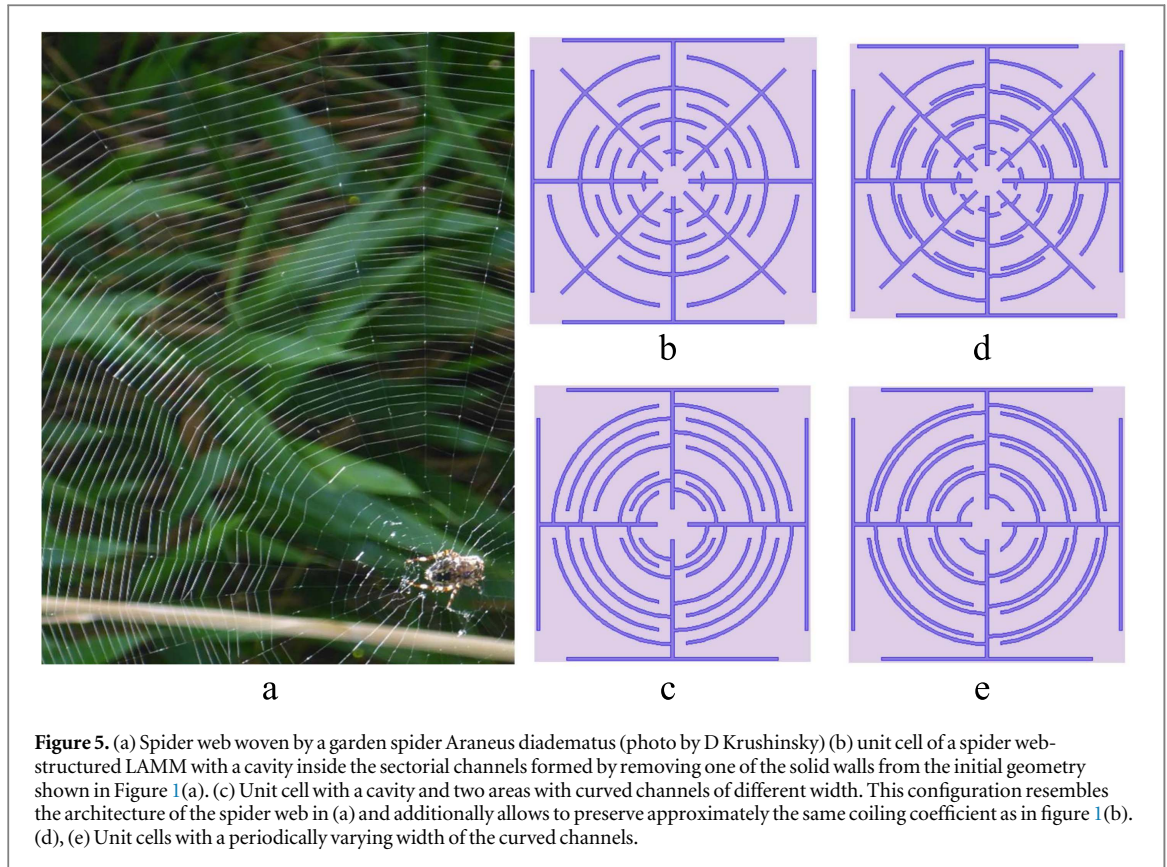 b
d
a
c
e
Figure 5. (a) Spider web woven by a garden spider Araneus diadematus (photo by D Krushinsky) (b) unit cell of a spider web-
structured LAMM with a cavity inside the sectorial channels formed by removing one of the solid walls from the initial geometry
shown in Figure 1(a). (c) Unit cell with a cavity and two areas with curved channels of different width. This configuration resembles
the architecture of the spider web in (a) and additionally allows to preserve approximately the same coiling coefficient as in figure 1(b).
(d), (e) Unit cells with a periodically varying width of the curved channels.